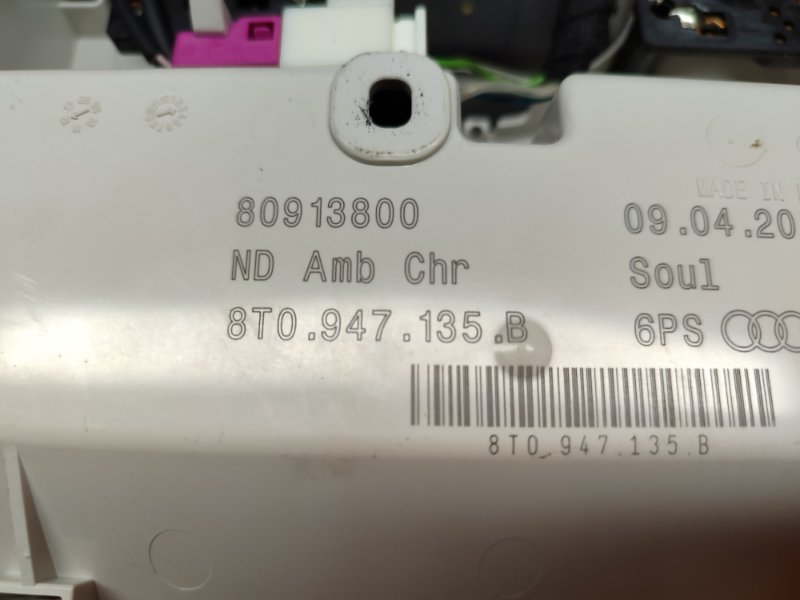 MADE IN
80913800 09.04.20
ND Amb Chr Soul
8T0.947.135.B 6PS
8T0.947.135.B